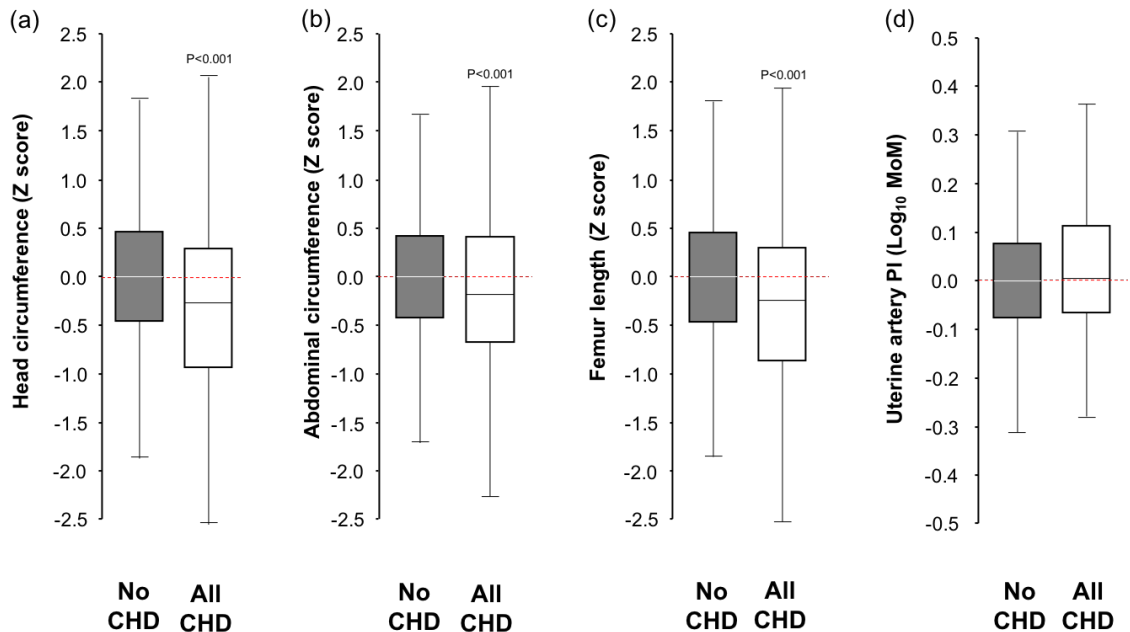 (a)
Head circumference (Z score)
2.5
2.0
1.5
1.0
0.5
0.0
-0.5
-1.0
-1.5
-2.0
-2.5
P<0.001
No
CHD
All
CHD
(b)
Abdominal circumference (Z score)
2.5
2.0
1.5
1.0
0.5
0.0
-0.5
-1.0
-1.5
-2.0
-2.5
P<0.001
No
CHD
All
CHD
(c)
Femur length (Z score)
2.5
2.0
1.5
1.0
0.5
0.0
-0.5
-1.0
-1.5
-2.0
-2.5
P<0.001
No
CHD
All
CHD
(d)
Uterine artery PI (Log₁₀ MoM)
0.5
0.4
0.3
0.2
0.1
0.0
-0.1
-0.2
-0.3
-0.4
-0.5
No
CHD
All
CHD